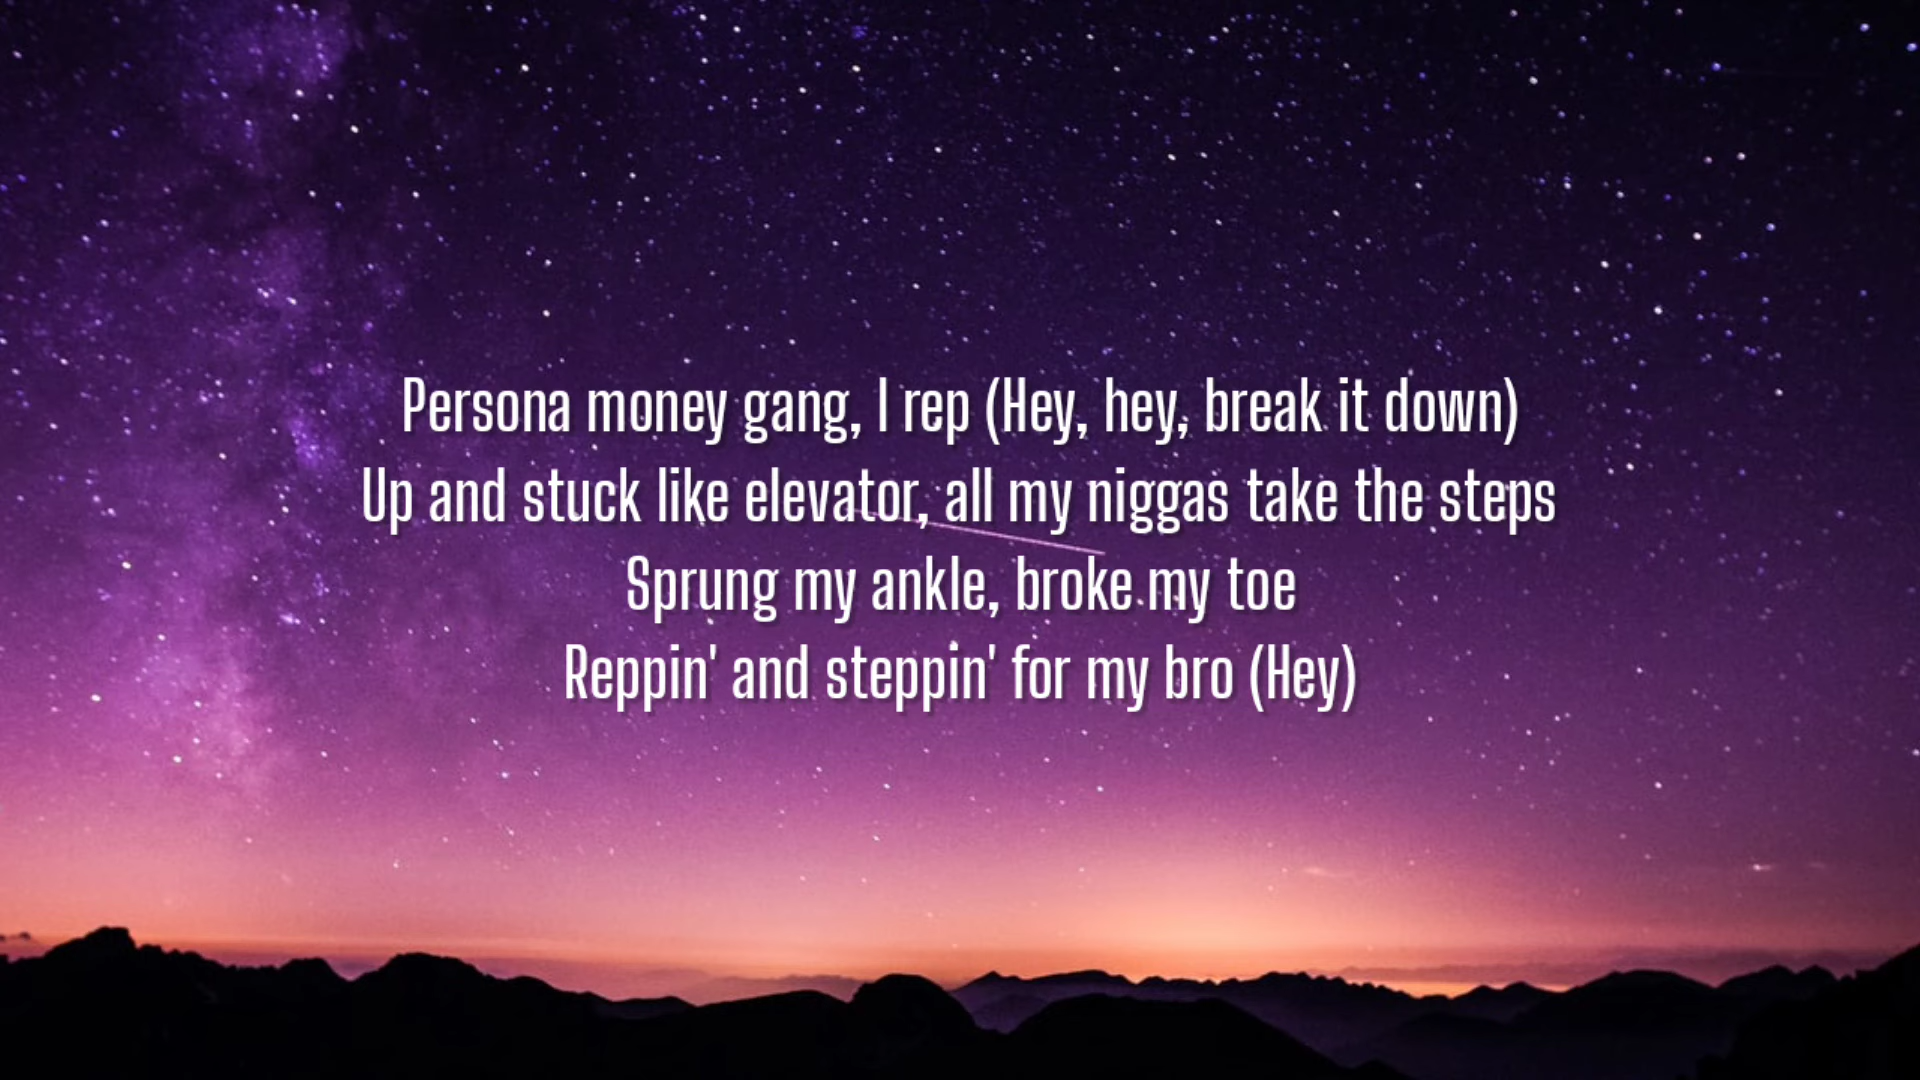 Persona money gang, I rep (Hey, hey, break it down)
Up and stuck like elevator, all my niggas take the steps
Sprung my ankle, broke my toe
Reppin' and steppin' for my bro (Hey)